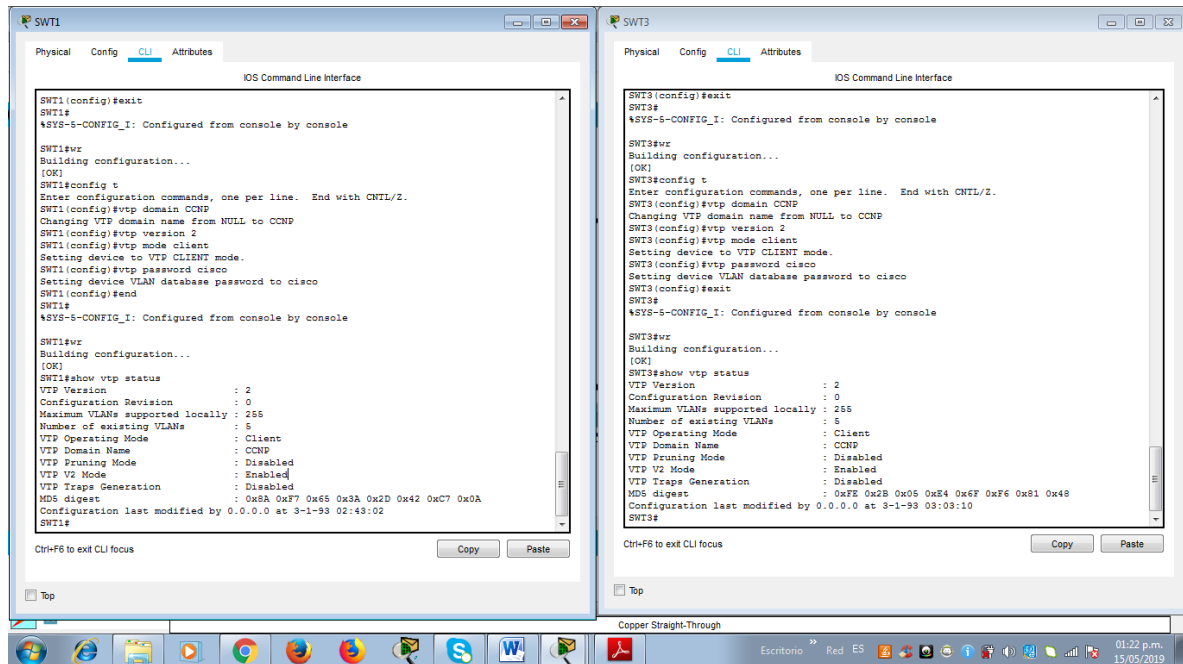 SWT1
Physical Config CLI Attributes
IOS Command Line Interface
SWT1(config)#exit
SWT1#
%SYS-5-CONFIG_I: Configured from console by console
SWT1#wr
Building configuration...
[OK]
SWT1#config t
Enter configuration commands, one per line. End with CNTL/Z.
SWT1(config)#vtp domain CCNP
Changing VTP domain name from NULL to CCNP
SWT1(config)#vtp version 2
SWT1(config)#vtp mode client
Setting device to VTP CLIENT mode.
SWT1(config)#vtp password cisco
Setting device VLAN database password to cisco
SWT1(config)#end
SWT1#
%SYS-5-CONFIG_I: Configured from console by console
SWT1#wr
Building configuration...
[OK]
SWT1#show vtp status
VTP Version : 2
Configuration Revision : 0
Maximum VLANs supported locally : 255
Number of existing VLANs : 5
VTP Operating Mode : Client
VTP Domain Name : CCNP
VTP Pruning Mode : Disabled
VTP V2 Mode : Enabled
VTP Traps Generation : Disabled
MD5 digest : 0x8A 0xF7 0x65 0x3A 0x2D 0x42 0xC7 0x0A
Configuration last modified by 0.0.0.0 at 3-1-93 02:43:02
SWT1#
Ctrl+F6 to exit CLI focus
Copy Paste
Top
SWT3
Physical Config CLI Attributes
IOS Command Line Interface
SWT3(config)#exit
SWT3#
%SYS-5-CONFIG_I: Configured from console by console
SWT3#wr
Building configuration...
[OK]
SWT3#config t
Enter configuration commands, one per line. End with CNTL/Z.
SWT3(config)#vtp domain CCNP
Changing VTP domain name from NULL to CCNP
SWT3(config)#vtp version 2
SWT3(config)#vtp mode client
Setting device to VTP CLIENT mode.
SWT3(config)#vtp password cisco
Setting device VLAN database password to cisco
SWT3(config)#exit
SWT3#
%SYS-5-CONFIG_I: Configured from console by console
SWT3#wr
Building configuration...
[OK]
SWT3#show vtp status
VTP Version : 2
Configuration Revision : 0
Maximum VLANs supported locally : 255
Number of existing VLANs : 5
VTP Operating Mode : Client
VTP Domain Name : CCNP
VTP Pruning Mode : Disabled
VTP V2 Mode : Enabled
VTP Traps Generation : Disabled
MD5 digest : 0xFE 0x2B 0x05 0xE4 0x6F 0xF6 0x81 0x48
Configuration last modified by 0.0.0.0 at 3-1-93 03:03:10
SWT3#
Ctrl+F6 to exit CLI focus
Copy Paste
Top
Copper Straight-Through
Escritorio » Red ES
01:22 p.m.
15/05/2019